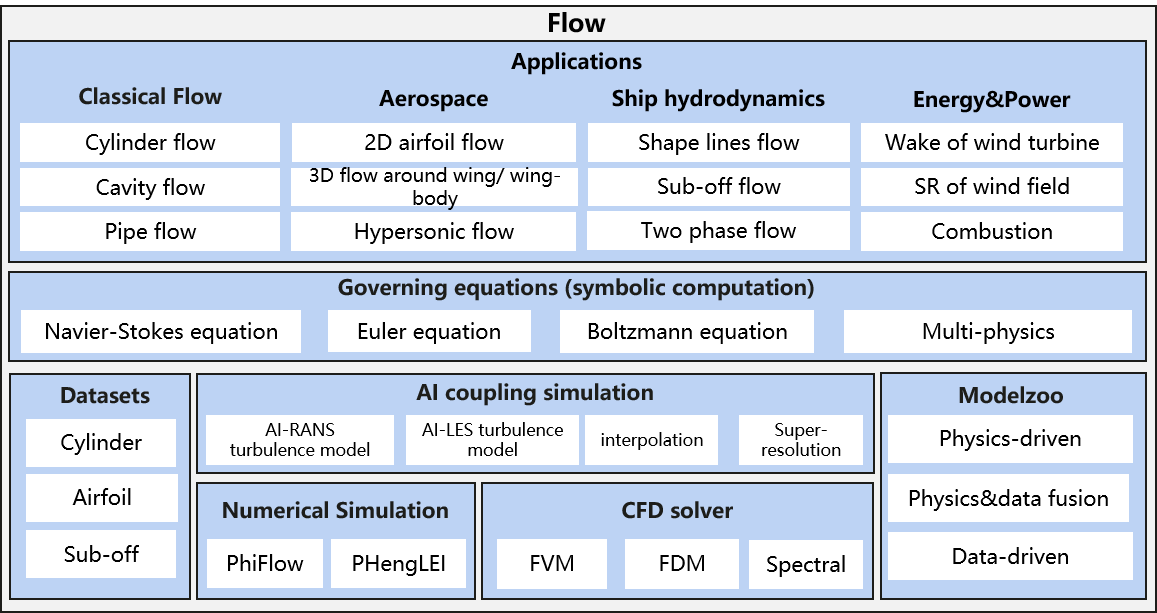 Flow
Applications
Classical Flow
Aerospace
Ship hydrodynamics
Energy&Power
Cylinder flow
2D airfoil flow
Shape lines flow
Wake of wind turbine
Cavity flow
3D flow around wing/ wing-
body
Sub-off flow
SR of wind field
Pipe flow
Hypersonic flow
Two phase flow
Combustion
Governing equations (symbolic computation)
Navier-Stokes equation
Euler equation
Boltzmann equation
Multi-physics
Datasets
Cylinder
Airfoil
Sub-off
AI coupling simulation
AI-RANS
turbulence model
AI-LES turbulence
model
interpolation
Super-
resolution
Numerical Simulation
PhiFlow
PHengLEI
CFD solver
FVM
FDM
Spectral
Modelzoo
Physics-driven
Physics&data fusion
Data-driven